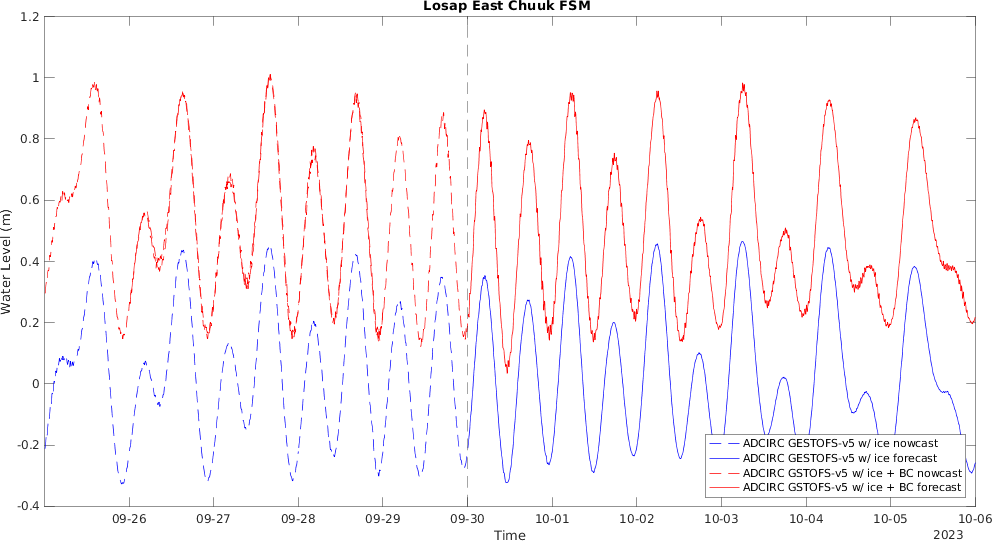 Losap East Chuuk FSM
Water Level (m)
1.2
1
0.8
0.6
0.4
0.2
0
-0.2
-0.4
09-26 09-27 09-28 09-29 09-30 10-01 10-02 10-03 10-04 10-05 10-06
Time
2023
ADCIRC GESTOFS-v5 w/ ice nowcast
ADCIRC GESTOFS-v5 w/ ice forecast
ADCIRC GSTOFS-v5 w/ ice + BC nowcast
ADCIRC GSTOFS-v5 w/ ice + BC forecast